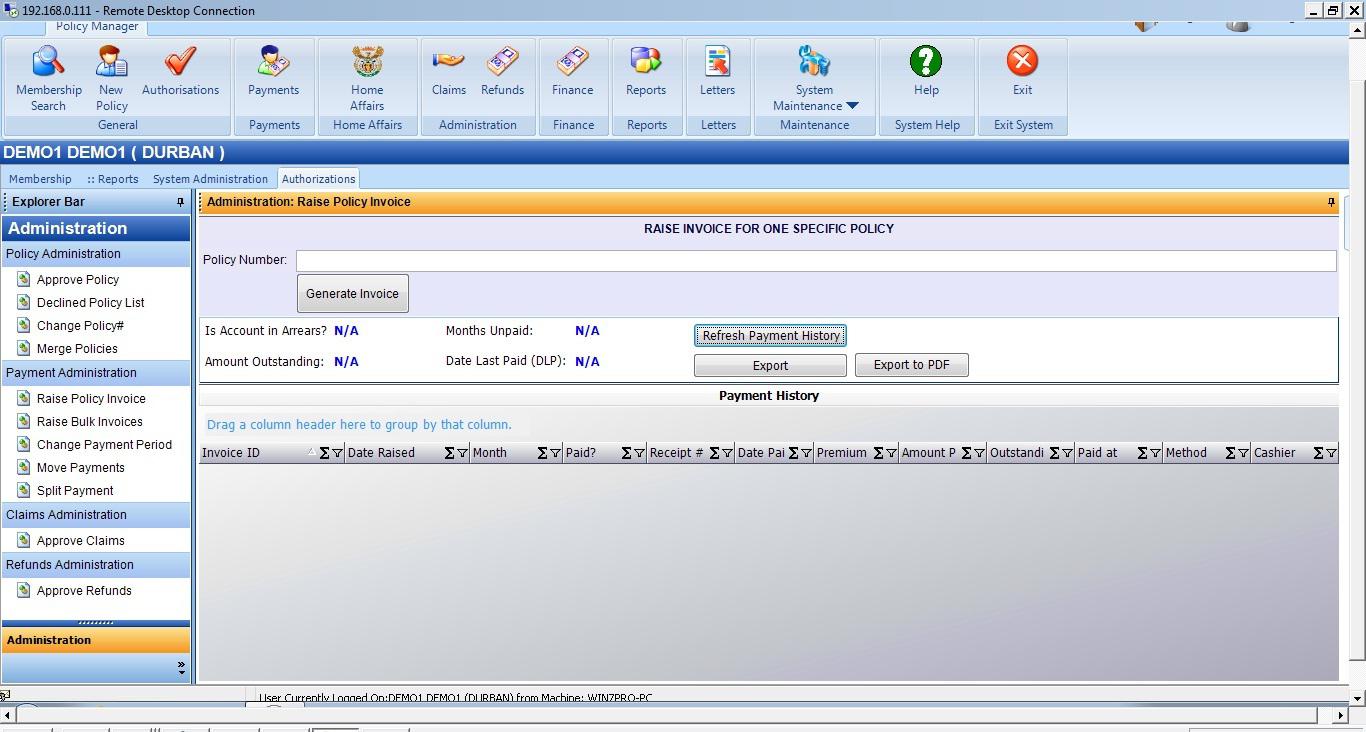 192.168.0.111 - Remote Desktop Connection
Policy Manager
Membership Search
New Policy
Authorisations
Payments
Home Affairs
Claims
Refunds
Finance
Reports
Letters
System Maintenance
Help
Exit
General
Payments
Home Affairs
Administration
Finance
Reports
Letters
Maintenance
System Help
Exit System
DEMO1 DEMO1 ( DURBAN )
Membership :: Reports System Administration Authorizations
Explorer Bar
Administration
Policy Administration
Approve Policy
Declined Policy List
Change Policy#
Merge Policies
Payment Administration
Raise Policy Invoice
Raise Bulk Invoices
Change Payment Period
Move Payments
Split Payment
Claims Administration
Approve Claims
Refunds Administration
Approve Refunds
Administration
Administration: Raise Policy Invoice
RAISE INVOICE FOR ONE SPECIFIC POLICY
Policy Number:
Generate Invoice
Is Account in Arrears? N/A Months Unpaid: N/A Refresh Payment History
Amount Outstanding: N/A Date Last Paid (DLP): N/A Export Export to PDF
Payment History
Drag a column header here to group by that column.
Invoice ID Date Raised Month Paid? Receipt # Date Pai Premium Amount P Outstandi Paid at Method Cashier
User Currently Logged On:DEMO1 DEMO1 (DURBAN) from Machine: WIN7PRO-PC